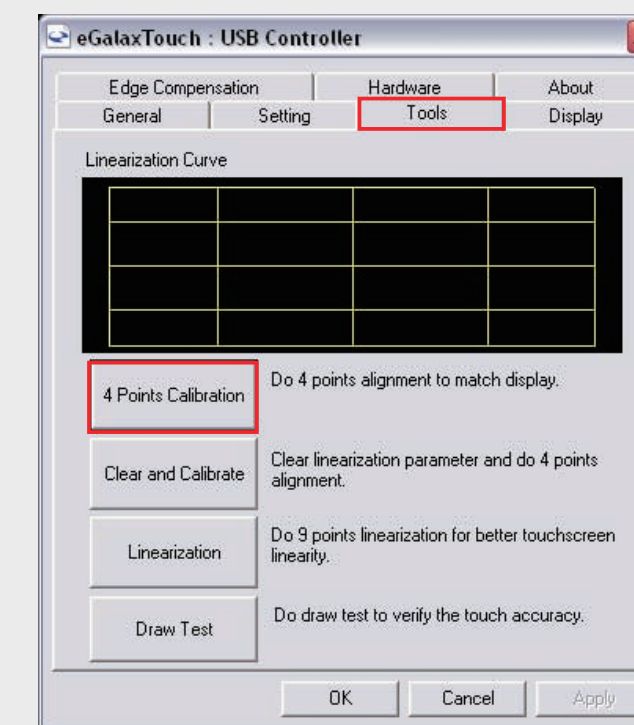 eGalaxTouch : USB Controller
Edge Compensation Hardware About
General Setting Tools Display
Linearization Curve
4 Points Calibration
Do 4 points alignment to match display.
Clear and Calibrate
Clear linearization parameter and do 4 points
alignment.
Linearization
Do 9 points linearization for better touchscreen
linearity.
Draw Test
Do draw test to verify the touch accuracy.
OK Cancel Apply